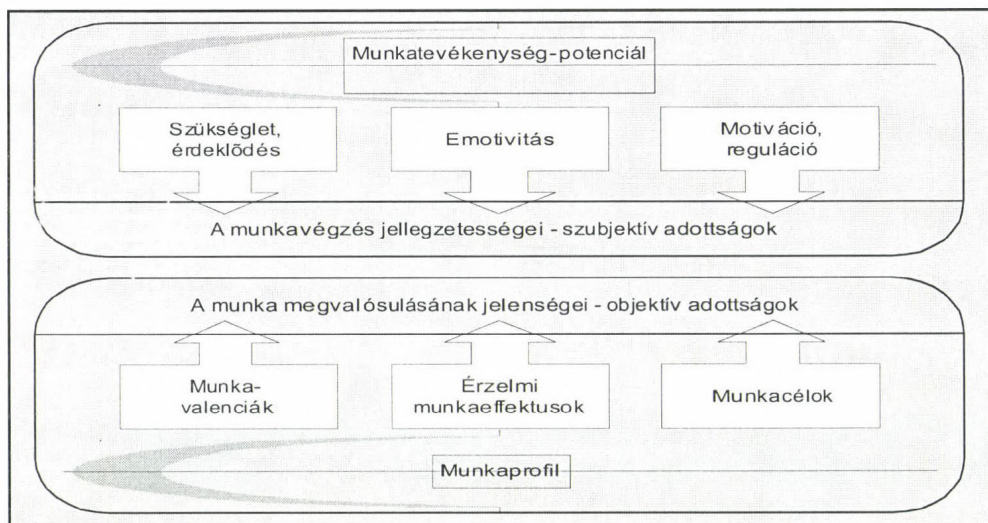 Munkatevékenység-potenciál
Szükséglet,
érdeklõdés
Emotivitás
Motiváció,
reguláció
A munkavégzés jellegzetességei - szubjektív adottságok
A munka megvalósulásának jelenségei - objektív adottságok
Munka-
valenciák
Érzelmi
munkaeffektusok
Munkacélok
Munkaprofil